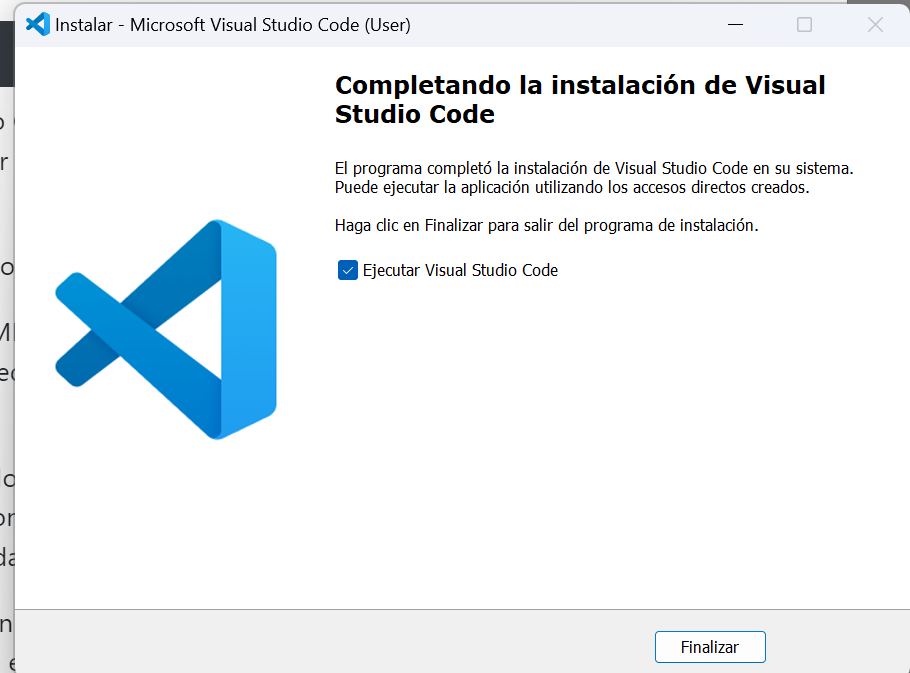 Instalar - Microsoft Visual Studio Code (User)
Completando la instalación de Visual
Studio Code
El programa completó la instalación de Visual Studio Code en su sistema.
Puede ejecutar la aplicación utilizando los accesos directos creados.
Haga clic en Finalizar para salir del programa de instalación.
Ejecutar Visual Studio Code
Finalizar